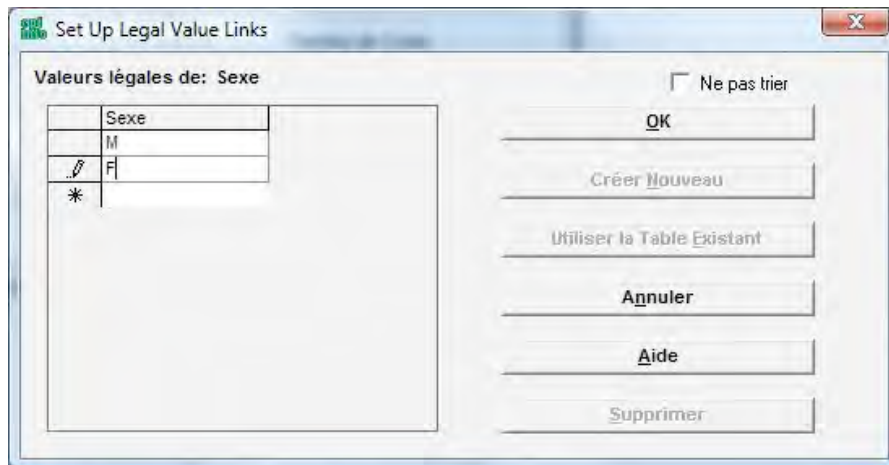 Set Up Legal Value Links
Valeurs légales de: Sexe
Ne pas trier
Sexe
M
F
OK
Créer Nouveau
Utiliser la Table Existant
Annuler
Aide
Supprimer